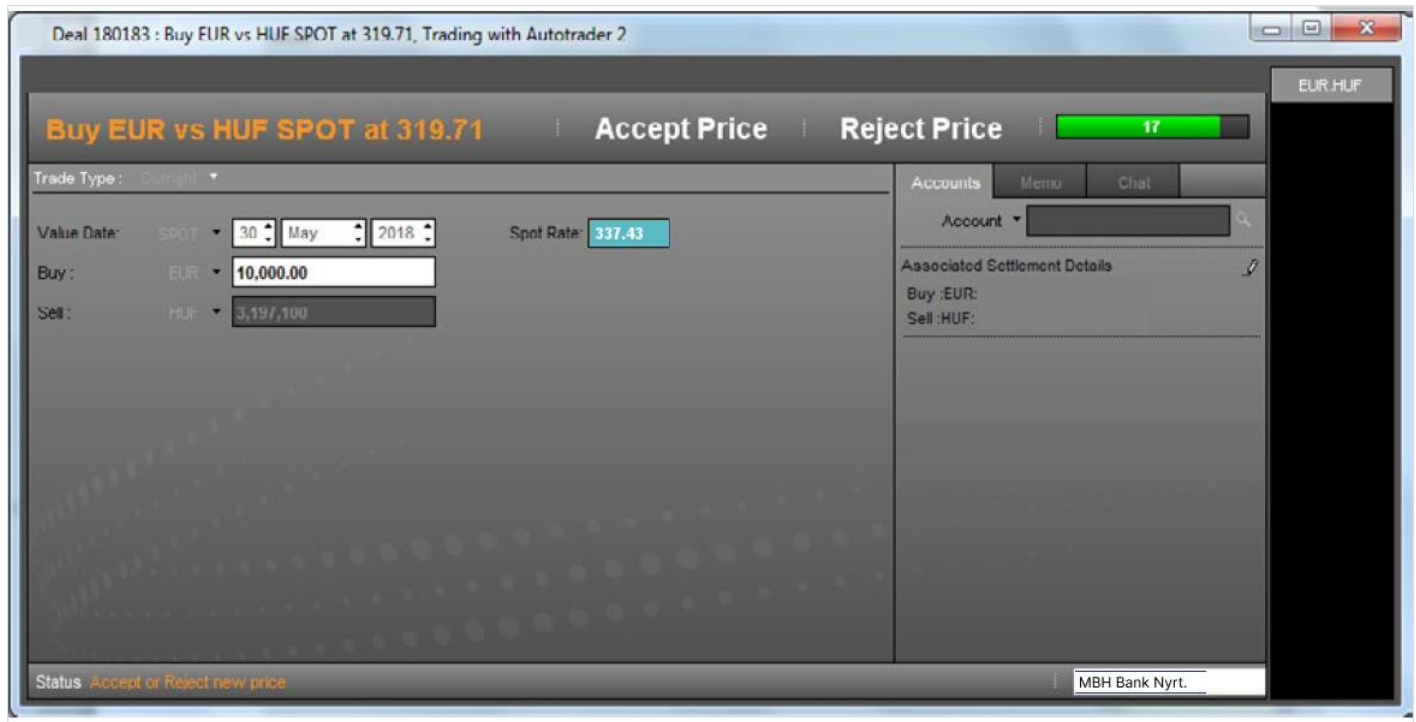 Deal 180183 : Buy EUR vs HUF SPOT at 319.71, Trading with Autotrader 2
EUR.HUF
Buy EUR vs HUF SPOT at 319.71 Accept Price Reject Price 17
Trade Type : Outright
Accounts Memo Chat
Account
Value Date: SPOT 30 May 2018 Spot Rate: 337.43
Buy : EUR 10,000.00
Sell : HUF 3,197,100
Associated Settlement Details
Buy :EUR:
Sell :HUF:
Status Accept or Reject new price
MBH Bank Nyrt.